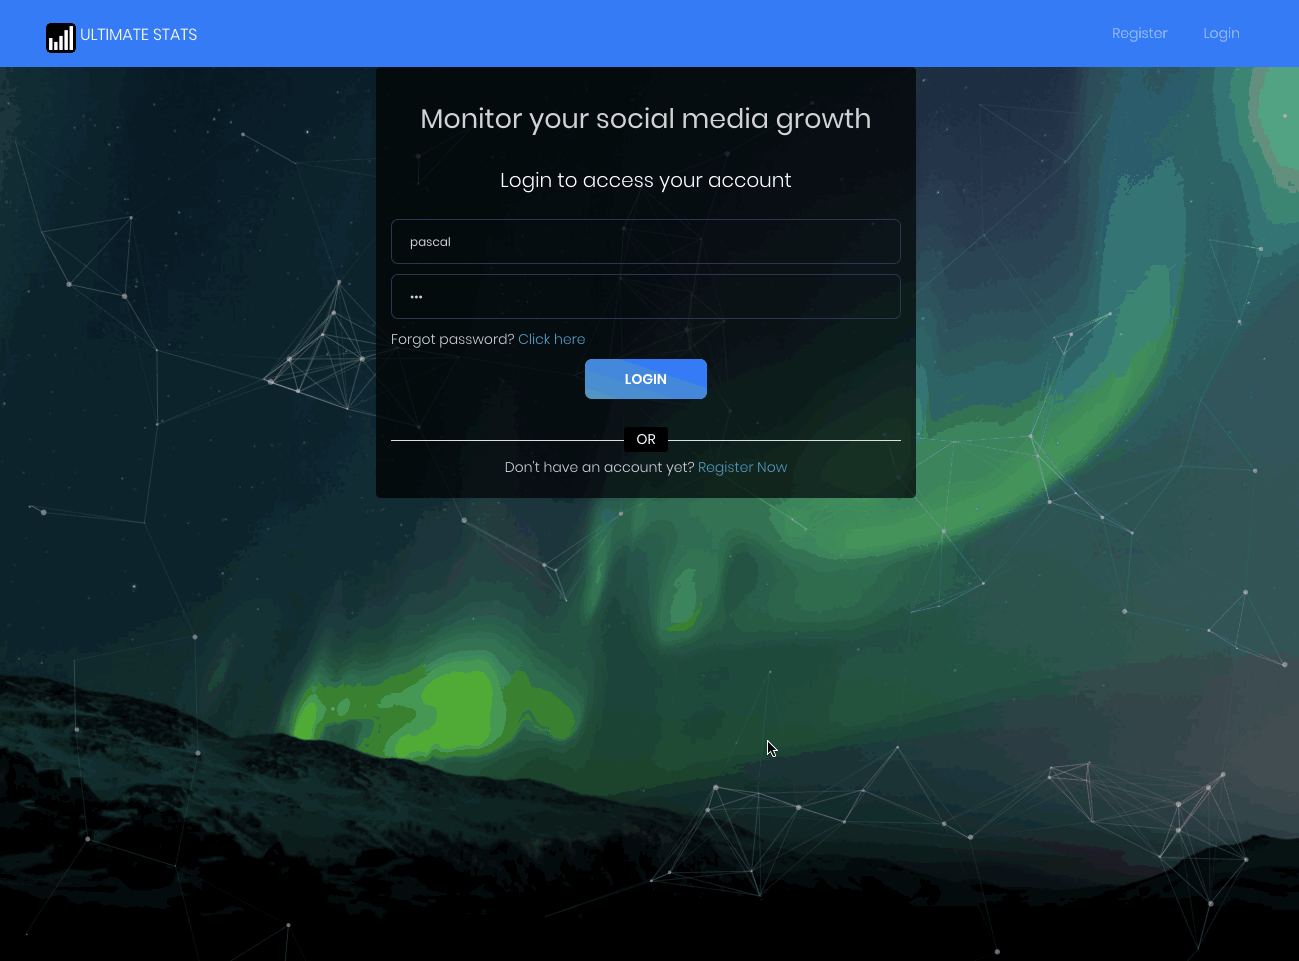 ULTIMATE STATS
Register
Login
Monitor your social media growth
Login to access your account
pascal
•••
Forgot password? Click here
LOGIN
OR
Don't have an account yet? Register Now